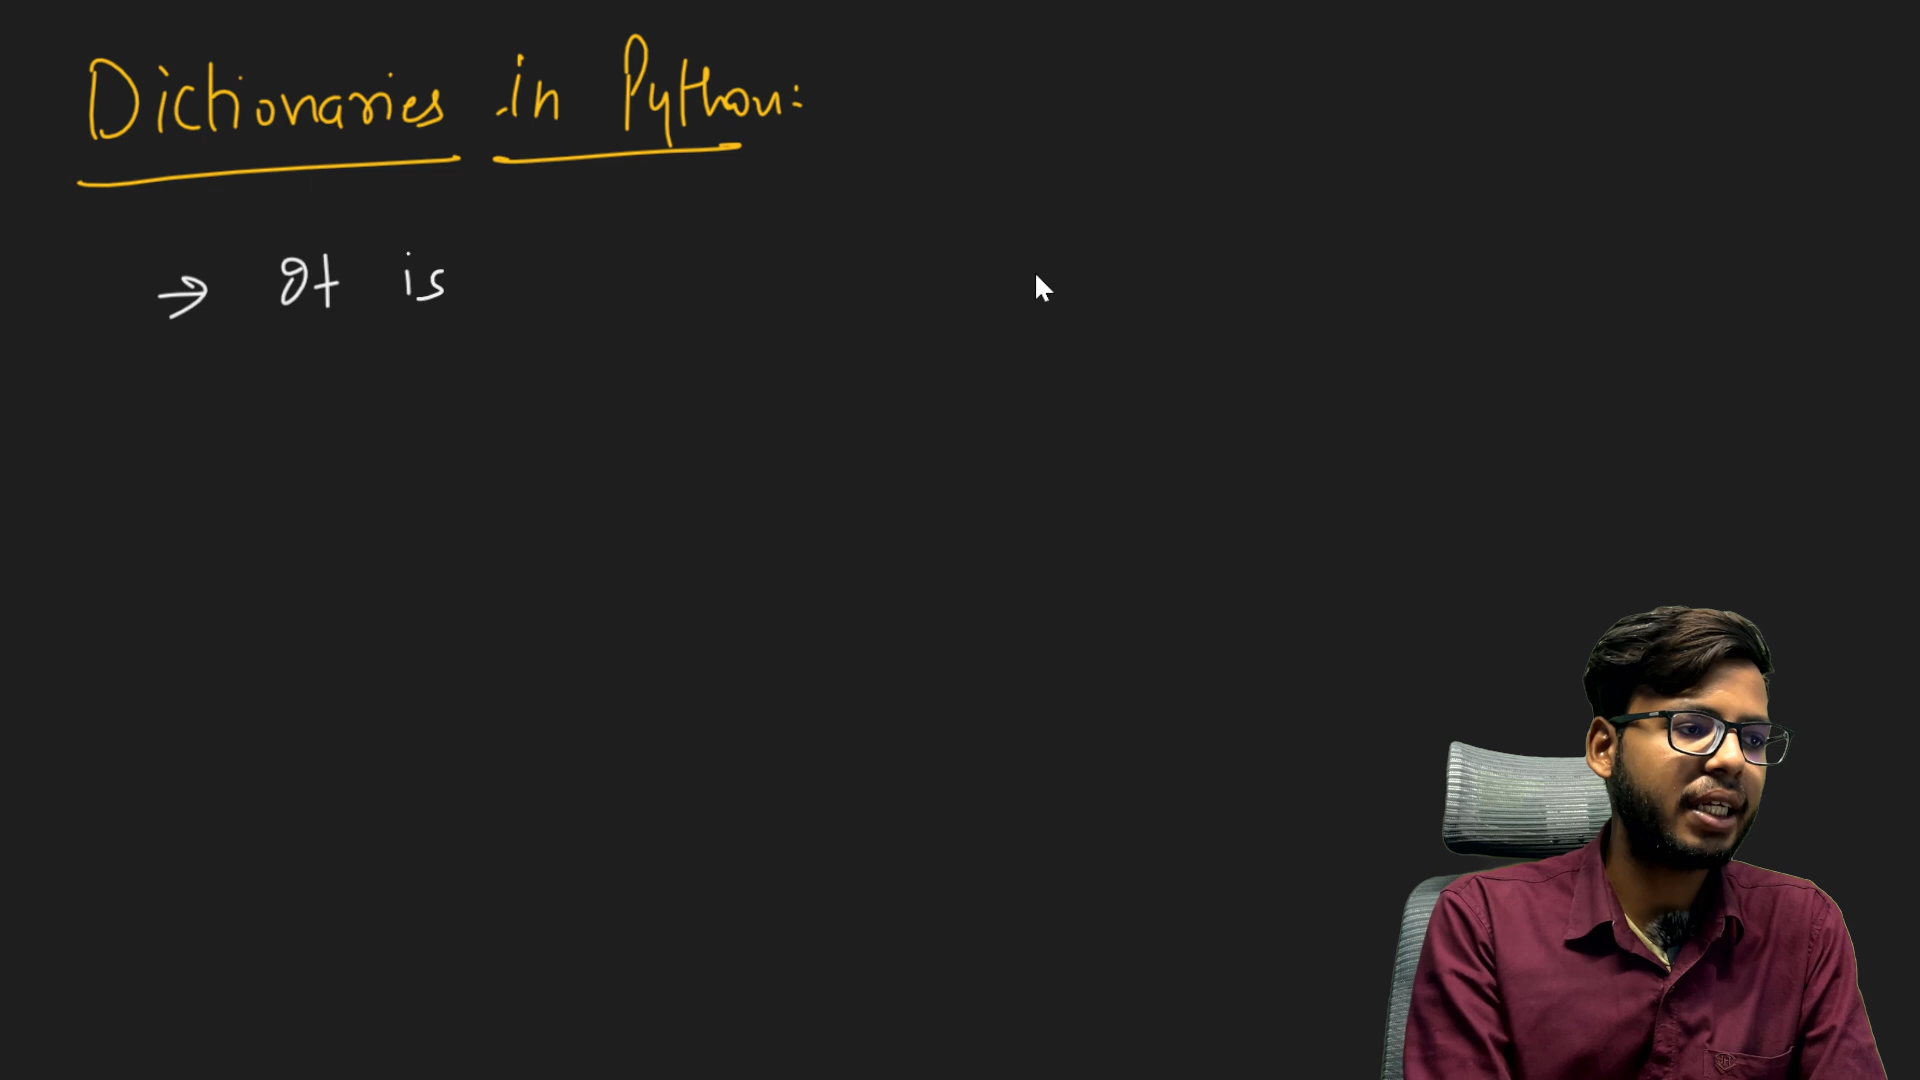 Dictionaries in Python:
→ It is